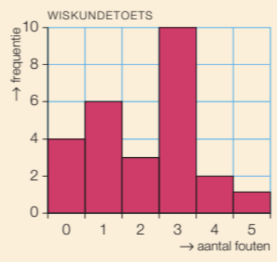 WISKUNDETOETS
→ frequentie
10
8
6
4
2
0
0 1 2 3 4 5
→ aantal fouten